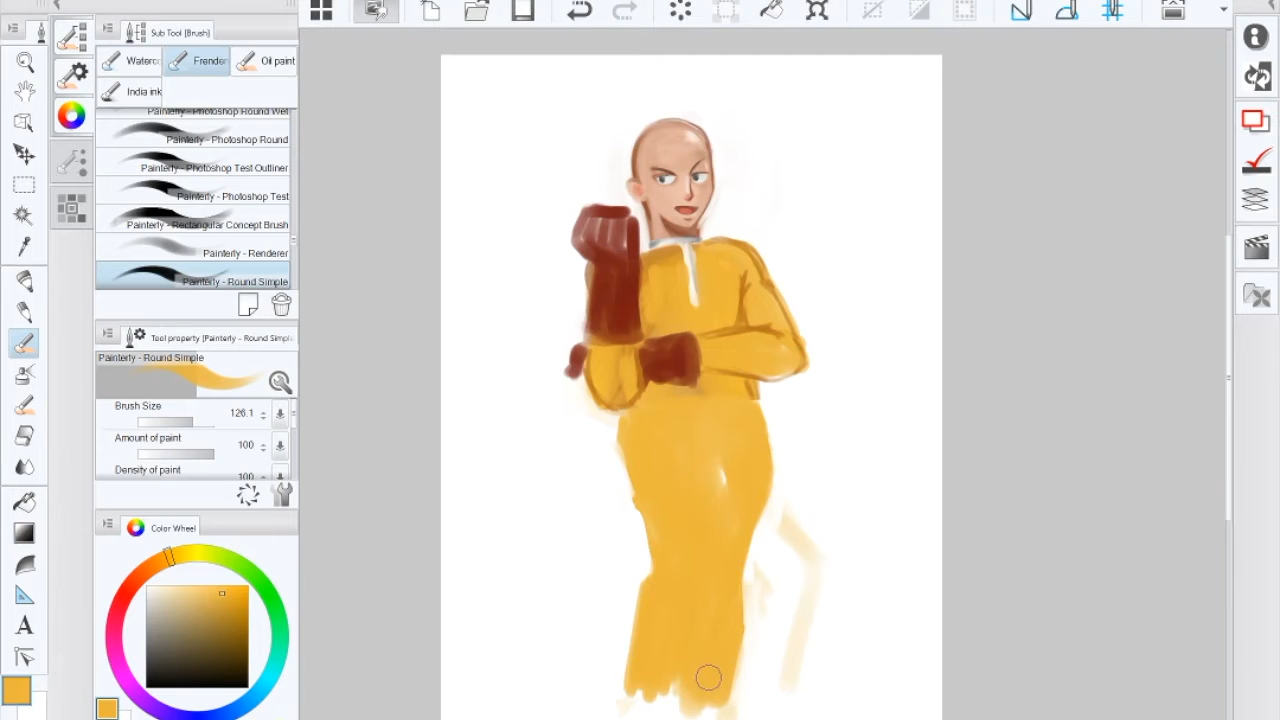 Sub Tool [Brush]
Waterc
Frender
Oil paint
India ink
Painterly - Photoshop Round Wet
Painterly - Photoshop Round
Painterly - Photoshop Test Outliner
Painterly - Photoshop Test
Painterly - Rectangular Concept Brush
Painterly - Renderer
Painterly - Round Simple
Tool property [Painterly - Round Simple
Painterly - Round Simple
Brush Size 126.1
Amount of paint 100
Density of paint 100
Color Wheel
A